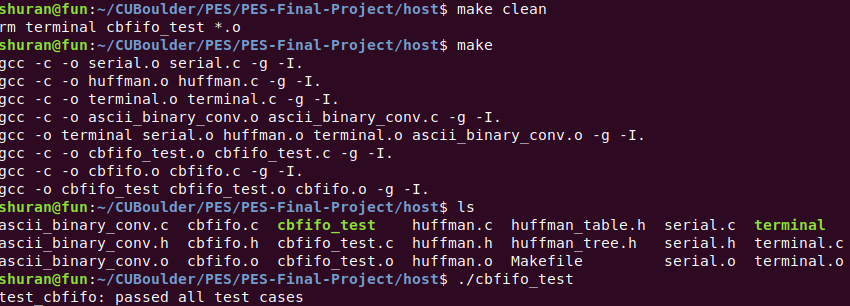 shuran@fun:~/CUBoulder/PES/PES-Final-Project/host$ make clean
rm terminal cbfifo_test *.o
shuran@fun:~/CUBoulder/PES/PES-Final-Project/host$ make
gcc -c -o serial.o serial.c -g -I.
gcc -c -o huffman.o huffman.c -g -I.
gcc -c -o terminal.o terminal.c -g -I.
gcc -c -o ascii_binary_conv.o ascii_binary_conv.c -g -I.
gcc -o terminal serial.o huffman.o terminal.o ascii_binary_conv.o -g -I.
gcc -c -o cbfifo_test.o cbfifo_test.c -g -I.
gcc -c -o cbfifo.o cbfifo.c -g -I.
gcc -o cbfifo_test cbfifo_test.o cbfifo.o -g -I.
shuran@fun:~/CUBoulder/PES/PES-Final-Project/host$ ls
ascii_binary_conv.c cbfifo.c cbfifo_test huffman.c huffman_table.h serial.c terminal
ascii_binary_conv.h cbfifo.h cbfifo_test.c huffman.h huffman_tree.h serial.h terminal.c
ascii_binary_conv.o cbfifo.o cbfifo_test.o huffman.o Makefile serial.o terminal.o
shuran@fun:~/CUBoulder/PES/PES-Final-Project/host$ ./cbfifo_test
test_cbfifo: passed all test cases